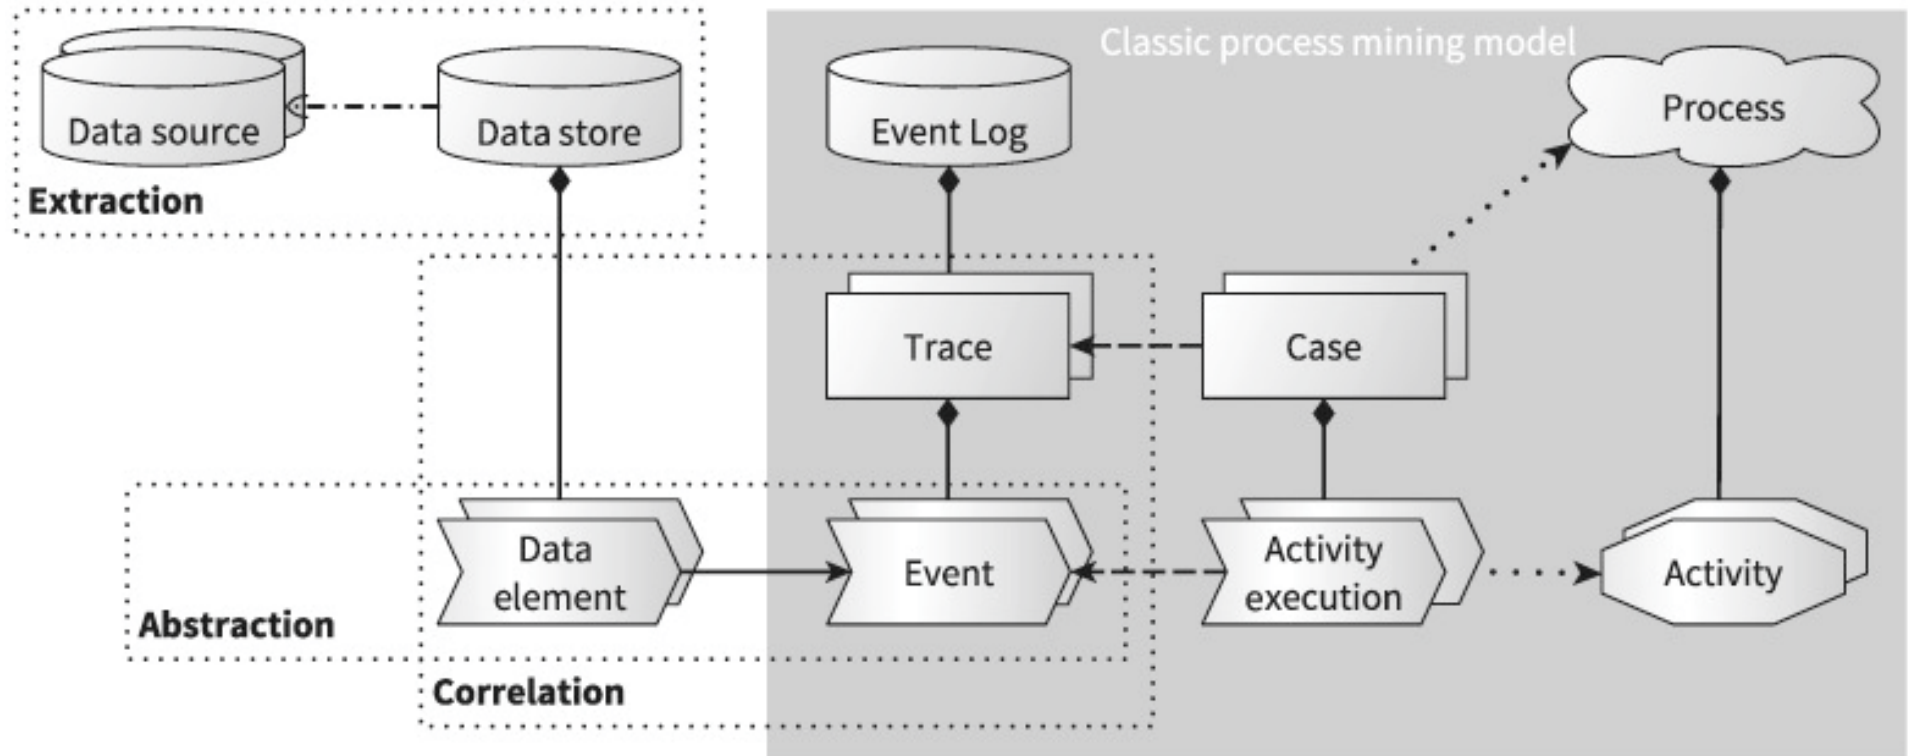 Classic process mining model
Data source
Data store
Event Log
Process
Extraction
Trace
Case
Data
element
Event
Activity
execution
Activity
Abstraction
Correlation